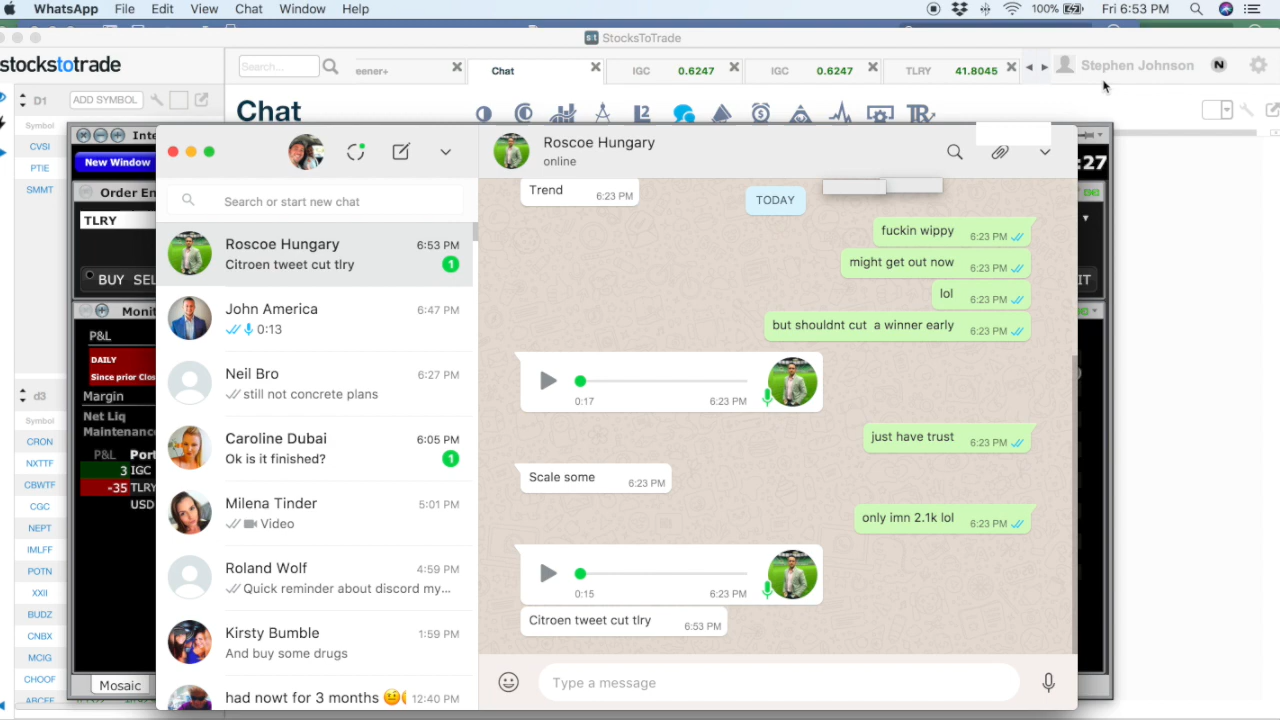 WhatsApp File Edit View Chat Window Help
100% Fri 6:53 PM
StocksToTrade
stockstotrade
Search...
eener+
Chat
IGC 0.6247
IGC 0.6247
TLRY 41.8045
Stephen Johnson
N
D1
ADD SYMBOL
Chat
L2
Symbol
CVSI
PTIE
SMMT
d3
Symbol
CRON
NXTTF
CBWTF
CGC
NEPT
IMLFF
POTN
XXII
BUDZ
CNBX
MCIG
CHOOF
ABCFF
Inte
New Window
:27
Order En
TLRY
BUY SEL
IT
Monit
P&L
DAILY
Since prior Clos
Margin
Net Liq
Maintenanc
P&L Port
3 IGC
-35 TLRY
USD
Mosaic
Search or start new chat
Roscoe Hungary 6:53 PM
Citroen tweet cut tlry 1
John America 6:47 PM
0:13
Neil Bro 6:27 PM
still not concrete plans
Caroline Dubai 6:05 PM
Ok is it finished? 1
Milena Tinder 5:01 PM
Video
Roland Wolf 4:59 PM
Quick reminder about discord my...
Kirsty Bumble 1:59 PM
And buy some drugs
had nowt for 3 months 12:40 PM
Roscoe Hungary
online
Trend 6:23 PM
TODAY
fuckin wippy 6:23 PM
might get out now 6:23 PM
lol 6:23 PM
but shouldnt cut a winner early 6:23 PM
0:17 6:23 PM
just have trust 6:23 PM
Scale some 6:23 PM
only imn 2.1k lol 6:23 PM
0:15 6:23 PM
Citroen tweet cut tlry 6:53 PM
Type a message